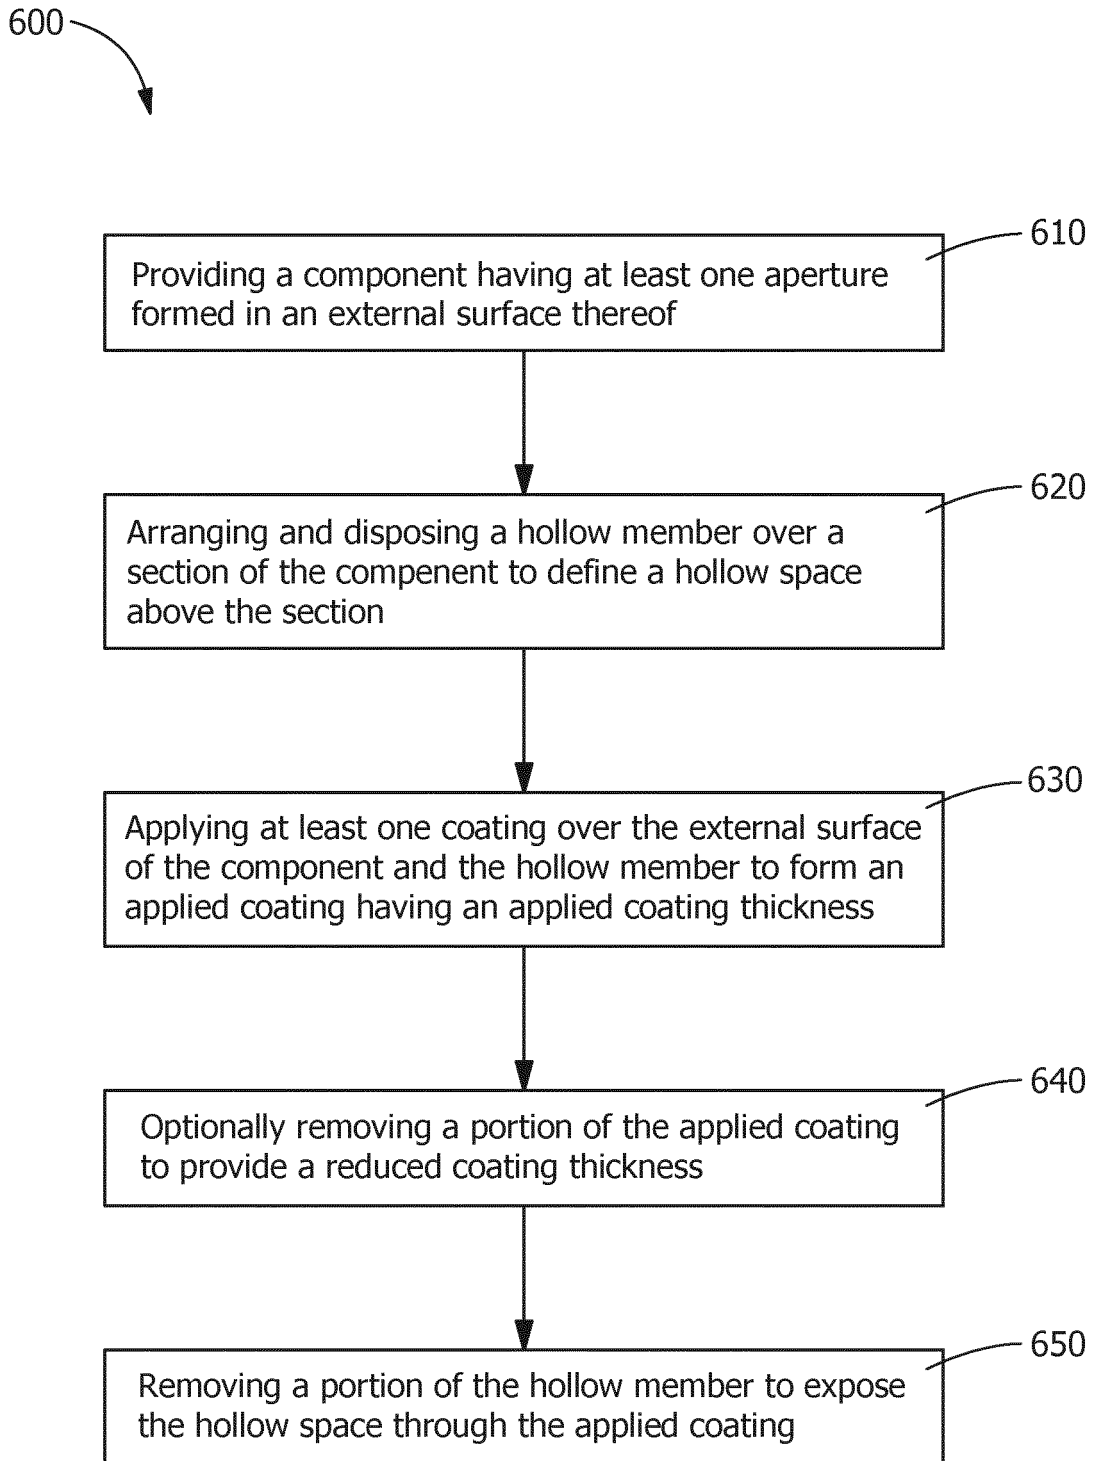 600
610
Providing a component having at least one aperture
formed in an external surface thereof
620
Arranging and disposing a hollow member over a
section of the compenent to define a hollow space
above the section
630
Applying at least one coating over the external surface
of the component and the hollow member to form an
applied coating having an applied coating thickness
640
Optionally removing a portion of the applied coating
to provide a reduced coating thickness
650
Removing a portion of the hollow member to expose
the hollow space through the applied coating